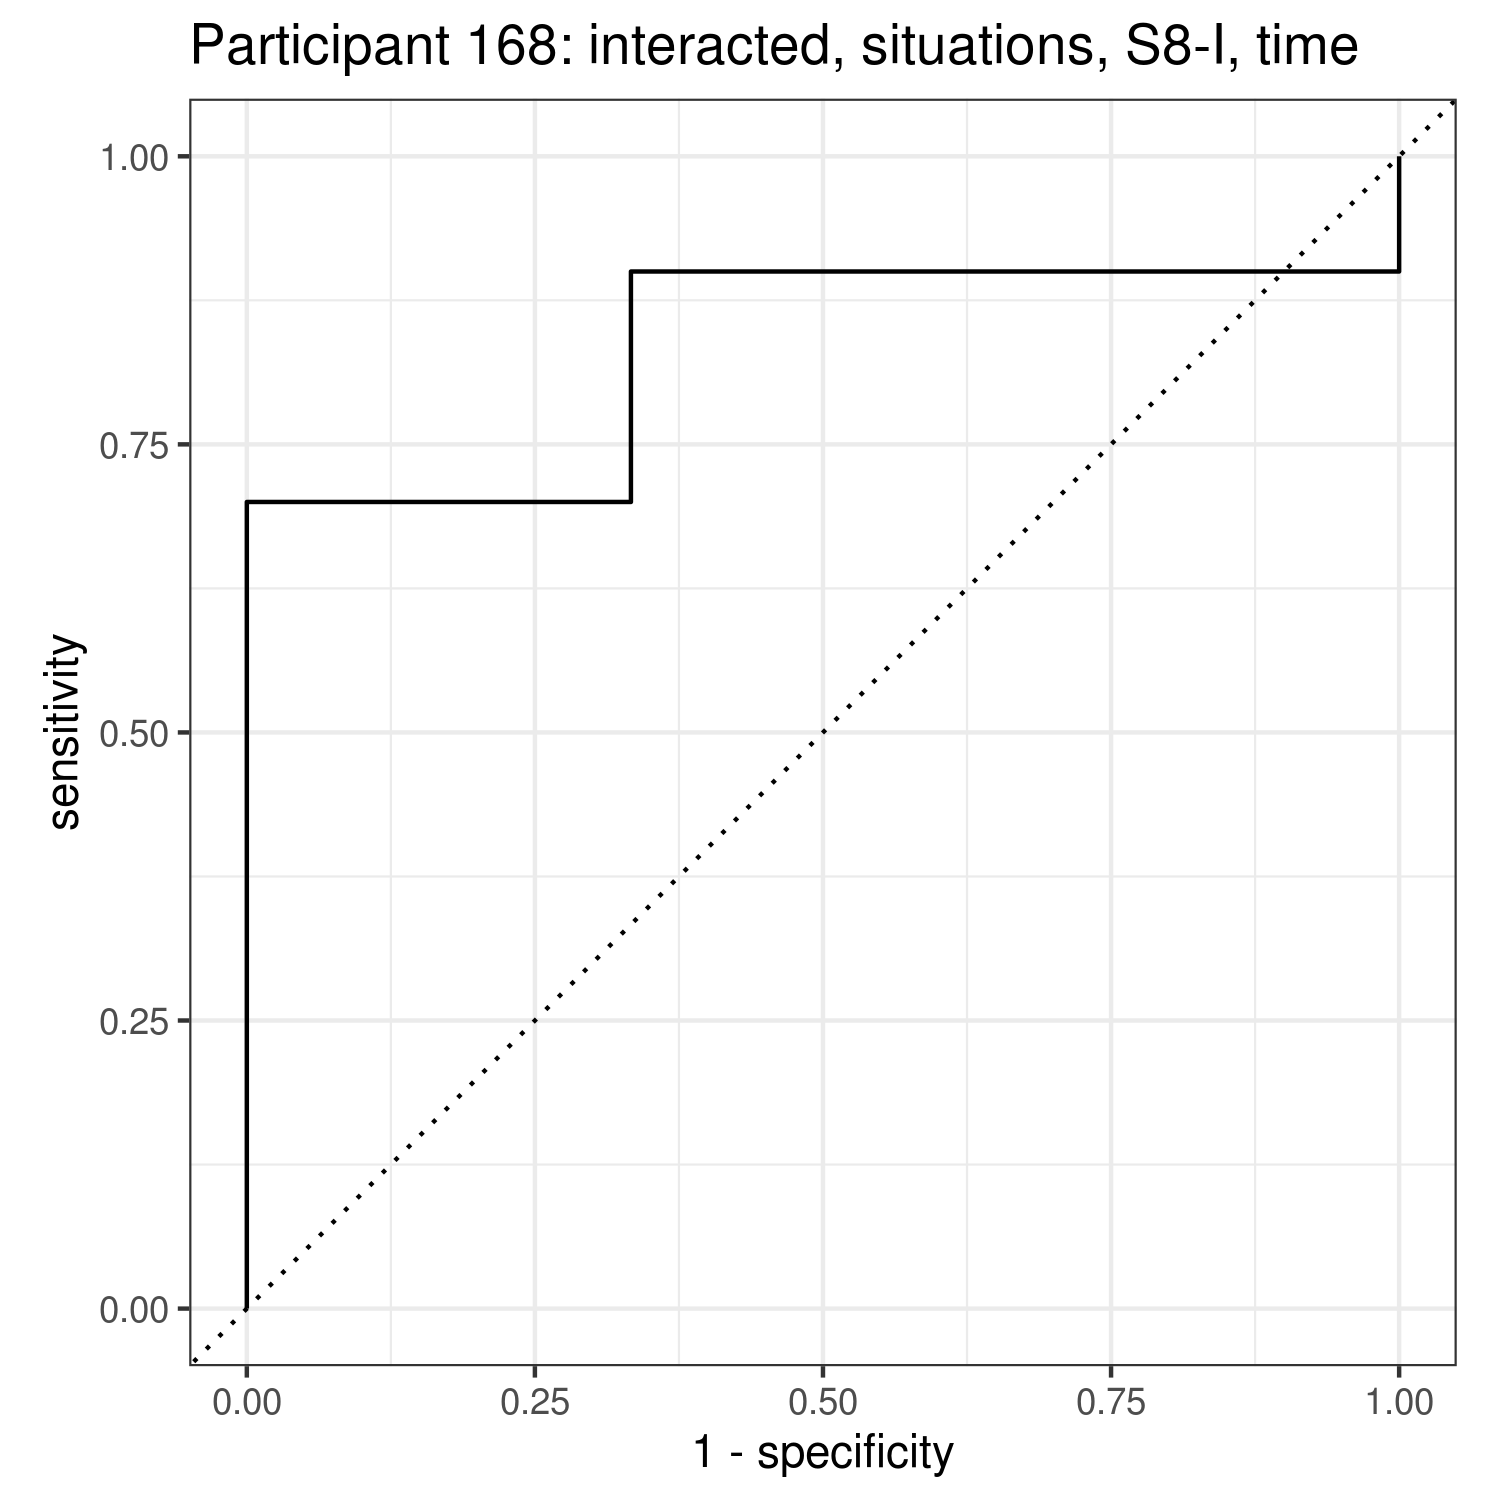 Participant 168: interacted, situations, S8-I, time
1.00
0.75
0.50
0.25
0.00
sensitivity
0.00 0.25 0.50 0.75 1.00
1 - specificity